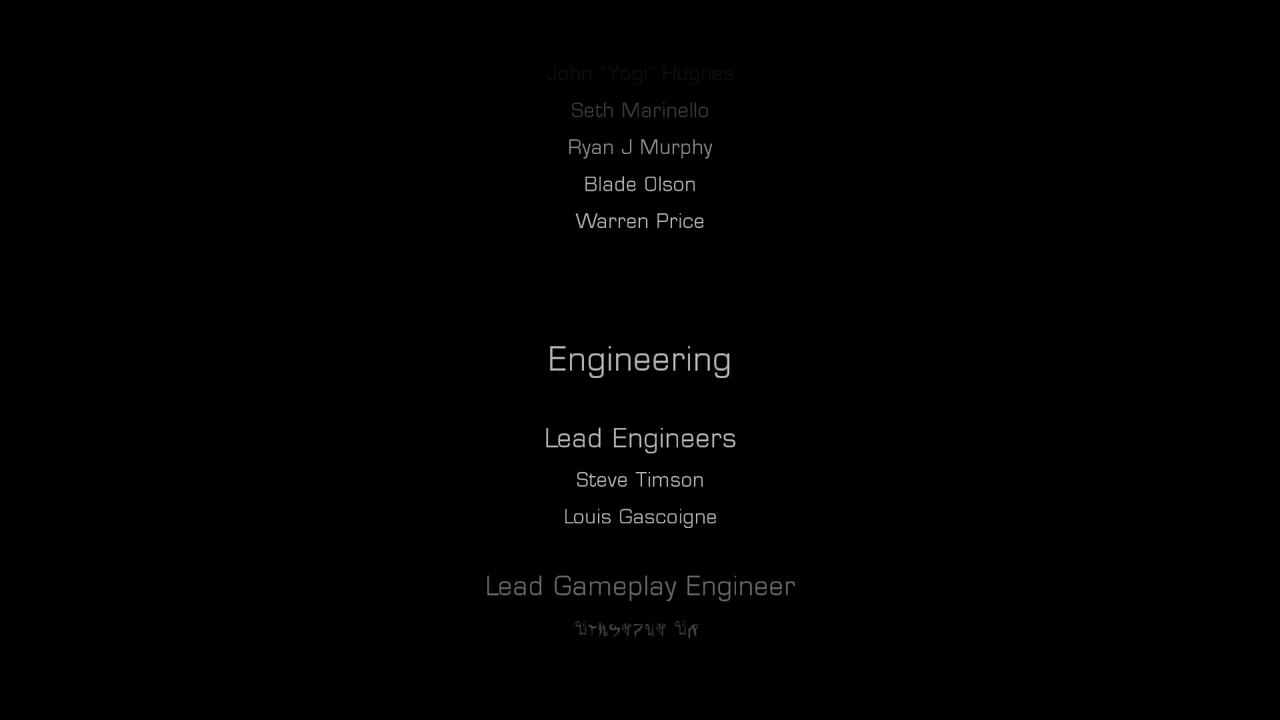 John "Yogi" Hughes
Seth Marinello
Ryan J Murphy
Blade Olson
Warren Price
Engineering
Lead Engineers
Steve Timson
Louis Gascoigne
Lead Gameplay Engineer